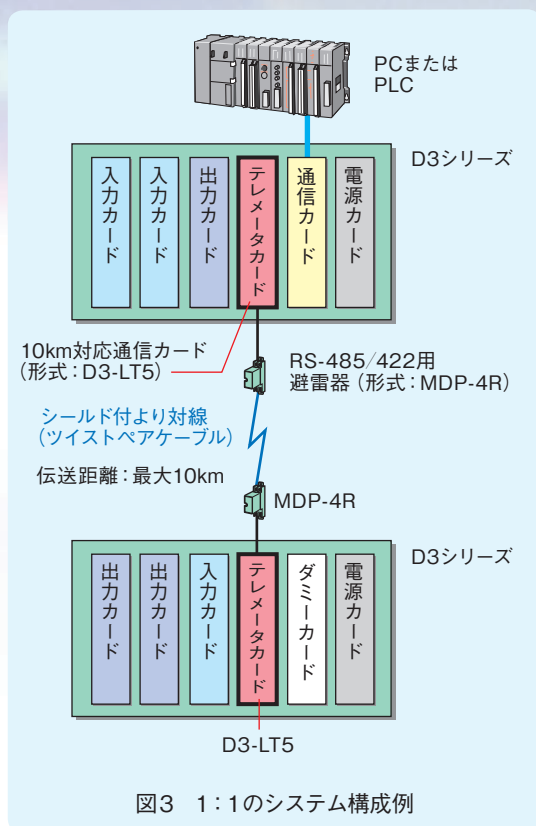 PCまたは
PLC
D3シリーズ
入力カード
入力カード
出力カード
テレメータカード
通信カード
電源カード
10km対応通信カード
(形式:D3-LT5)
RS-485/422用
避雷器(形式:MDP-4R)
シールド付より対線
(ツイストペアケーブル)
伝送距離:最大10km
MDP-4R
D3シリーズ
出力カード
出力カード
入力カード
テレメータカード
ダミーカード
電源カード
D3-LT5
図3 1:1のシステム構成例